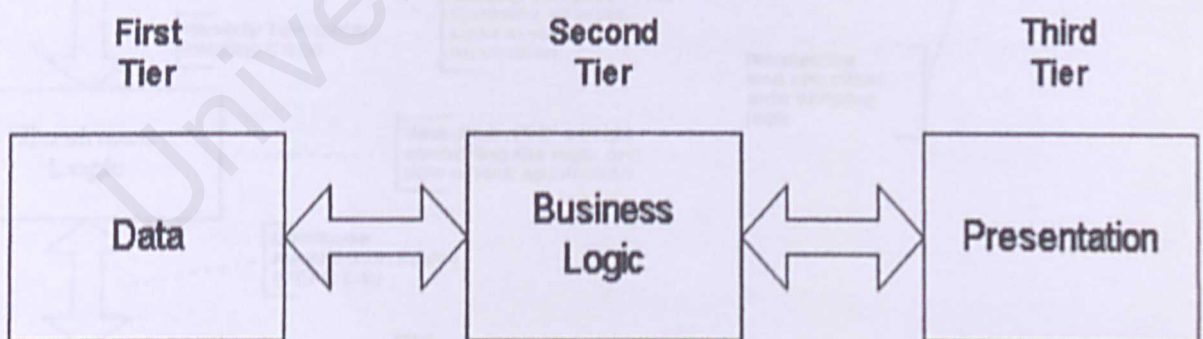 First
Tier
Second
Tier
Third
Tier
Data
Business
Logic
Presentation